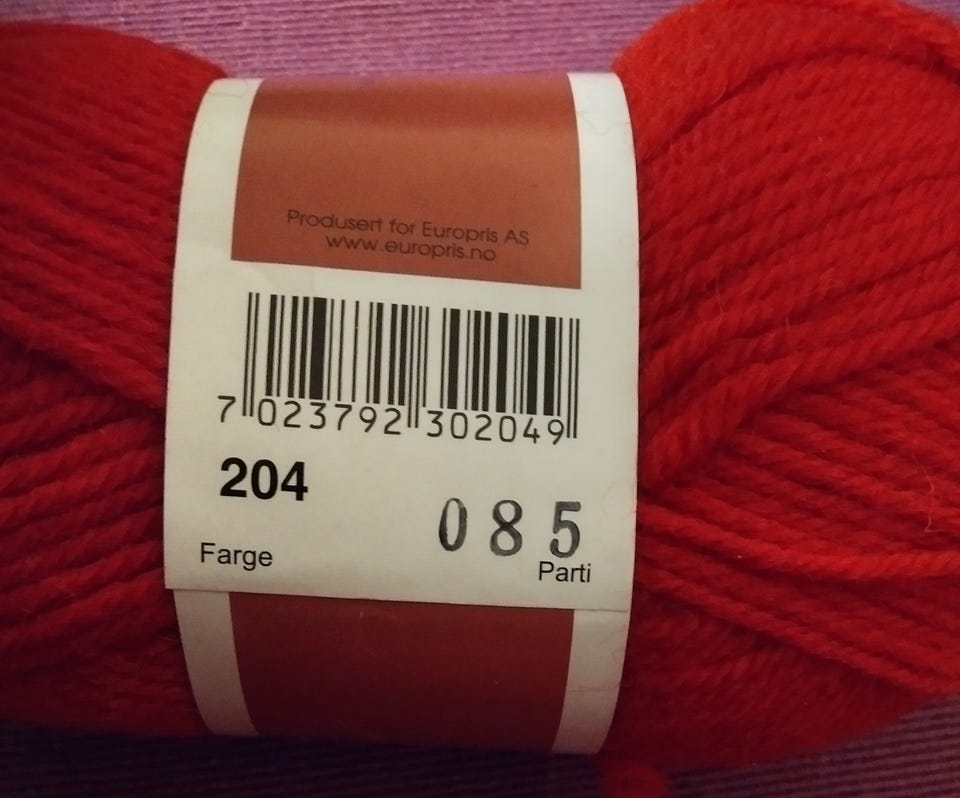 Produsert for Europris AS
www.europris.no
7 023792 302049
204
085
Farge
Parti